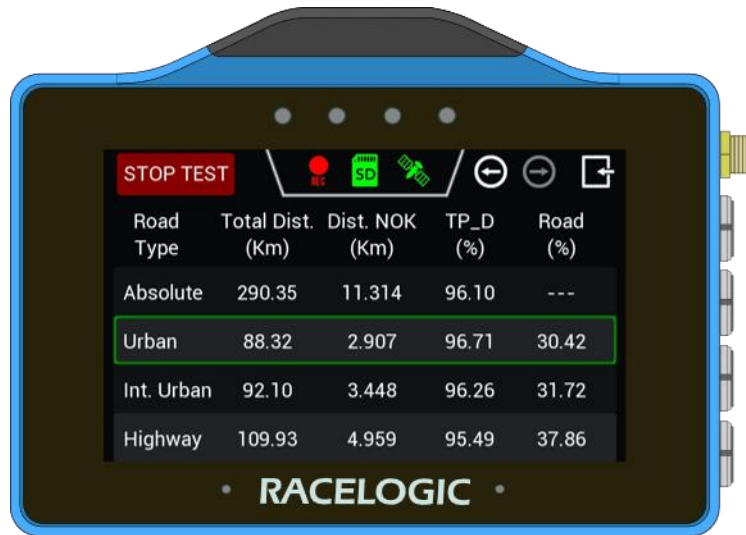 STOP TEST REC SD
Road Total Dist. Dist. NOK TP_D Road
Type (Km) (Km) (%) (%)
Absolute 290.35 11.314 96.10 ---
Urban 88.32 2.907 96.71 30.42
Int. Urban 92.10 3.448 96.26 31.72
Highway 109.93 4.959 95.49 37.86
RACELOGIC